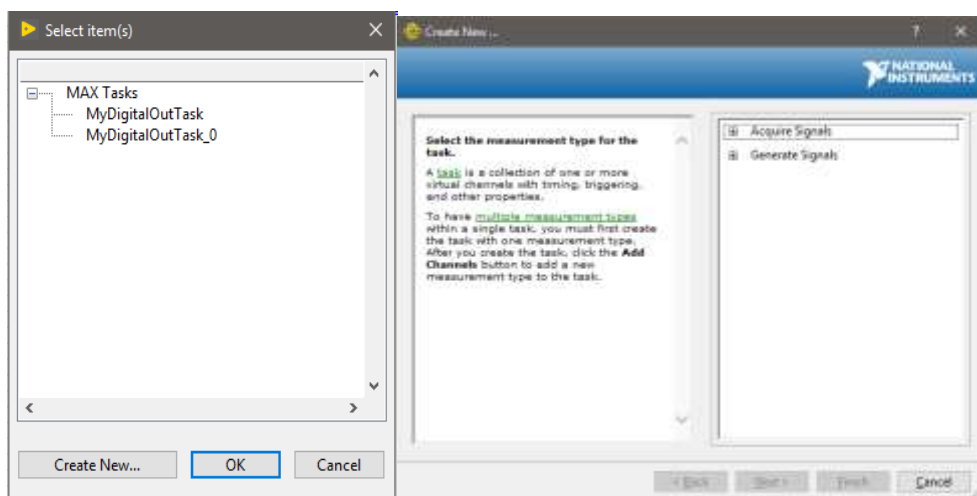 Select item(s)
MAX Tasks
MyDigitalOutTask
MyDigitalOutTask_0
Create New...
OK
Cancel
Create New ...
?
NATIONAL
INSTRUMENTS
Select the measurement type for the
task.
A task is a collection of one or more
virtual channels with timing, triggering,
and other properties.
To have multiple measurement types
within a single task, you must first create
the task with one measurement type.
After you create the task, click the Add
Channels button to add a new
measurement type to the task.
Acquire Signals
Generate Signals
< Back
Next >
Finish
Cancel